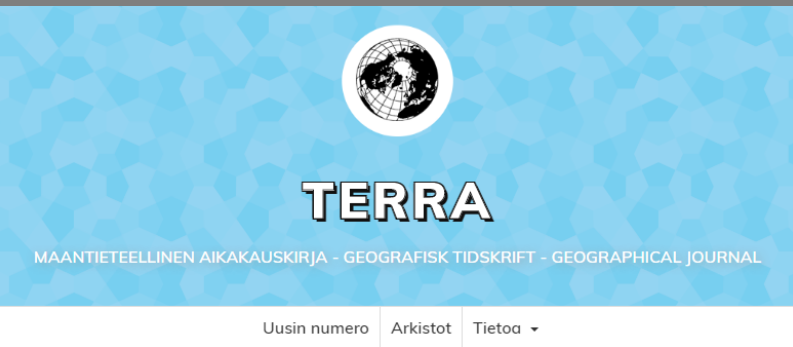 TERRA
MAANTIETEELLINEN AIKAKAUSKIRJA - GEOGRAFISK TIDSKRIFT - GEOGRAPHICAL JOURNAL
Uusin numero Arkistot Tietoa